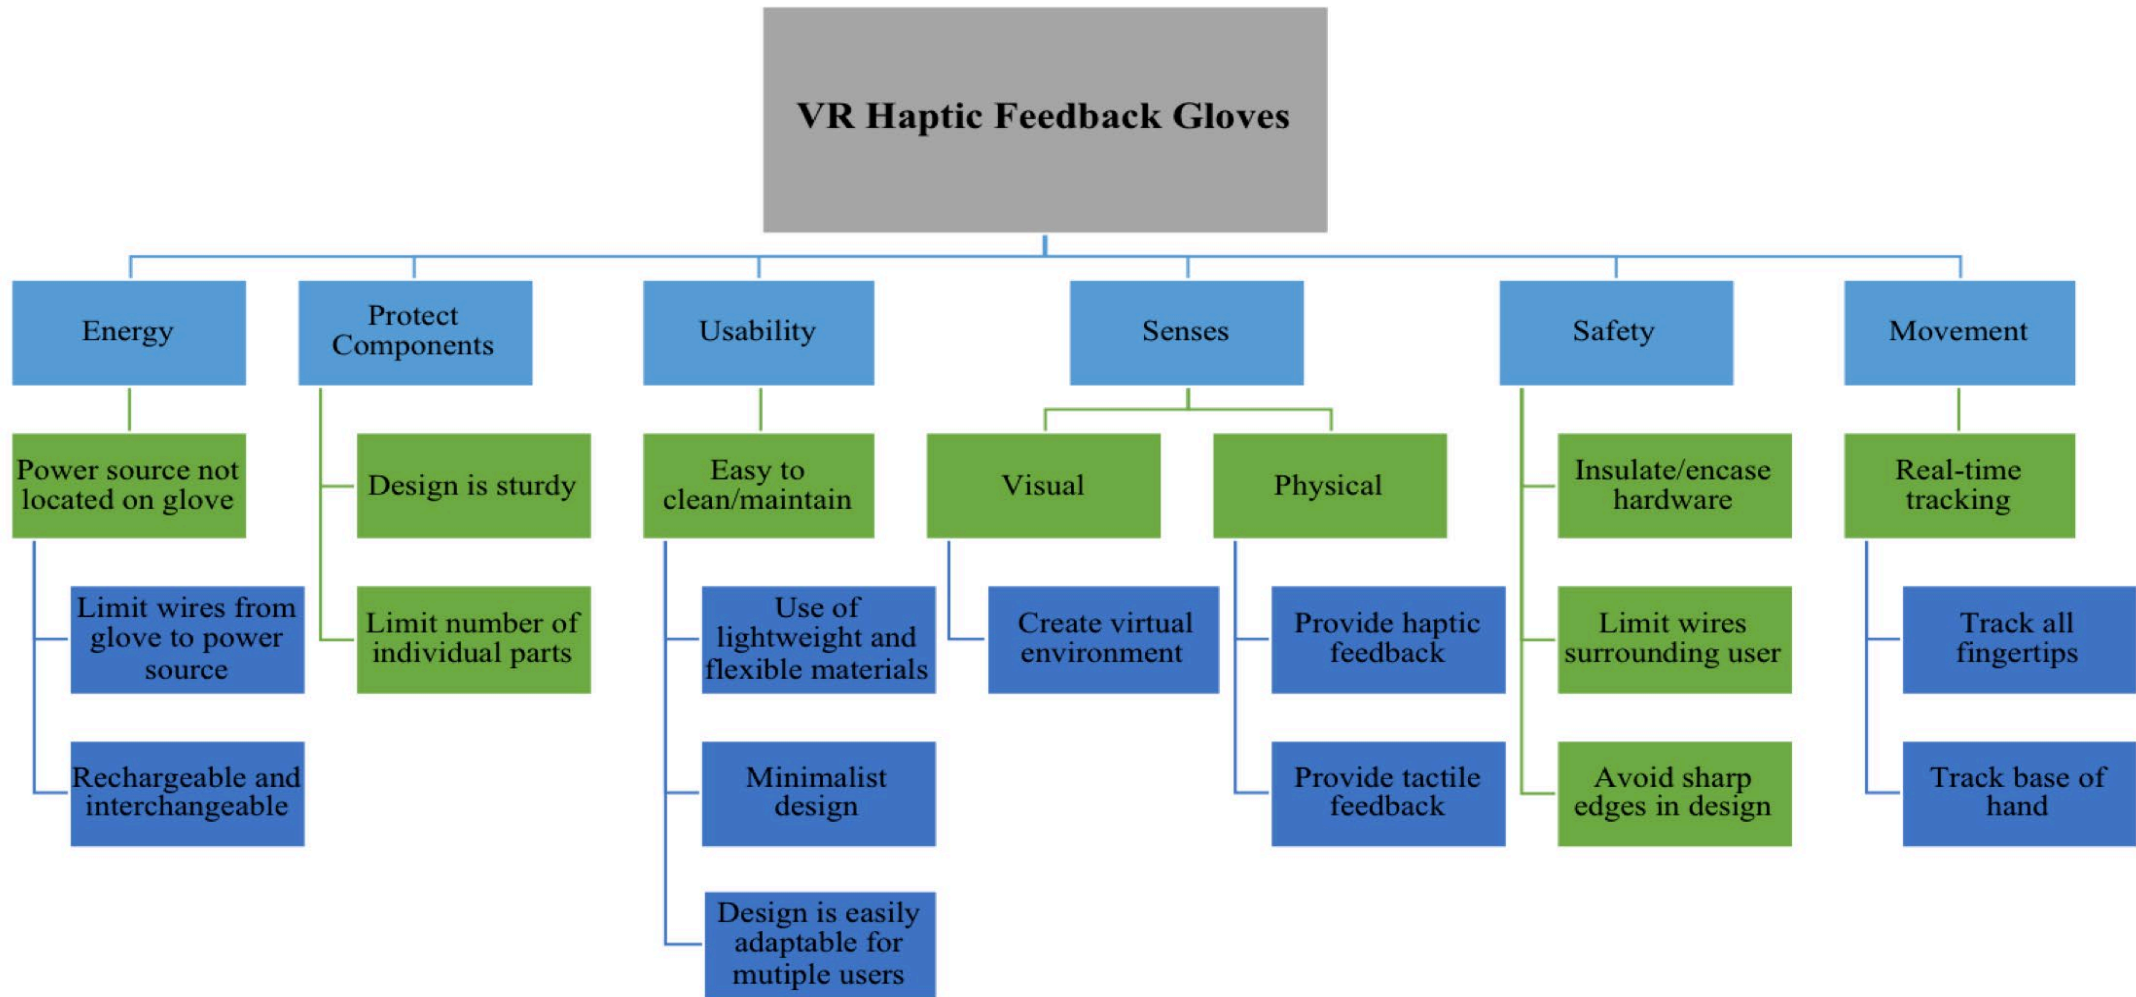 VR Haptic Feedback Gloves
Energy
Protect
Components
Usability
Senses
Safety
Movement
Power source not
located on glove
Design is sturdy
Easy to
clean/maintain
Visual
Physical
Insulate/encase
hardware
Real-time
tracking
Limit wires from
glove to power
source
Limit number of
individual parts
Use of
lightweight and
flexible materials
Create virtual
environment
Provide haptic
feedback
Limit wires
surrounding user
Track all
fingertips
Rechargeable and
interchangeable
Minimalist
design
Provide tactile
feedback
Avoid sharp
edges in design
Track base of
hand
Design is easily
adaptable for
mutiple users